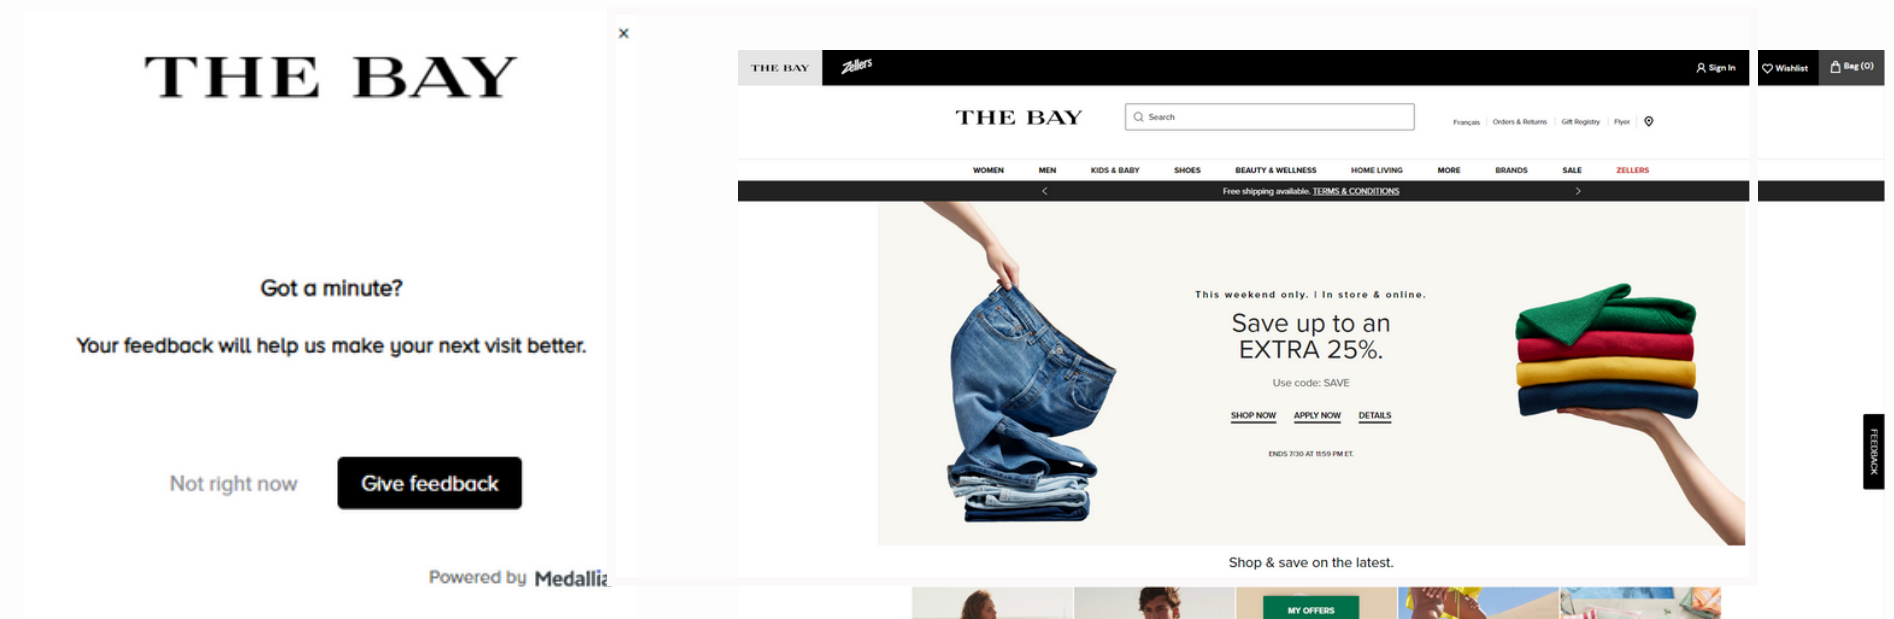 THE BAY
×
Got a minute?
Your feedback will help us make your next visit better.
Not right now
Give feedback
Powered by Medallia
THE BAY
Zellers
Sign In
Wishlist
Bag (0)
THE BAY
Search
Français
Orders & Returns
Gift Registry
Flyer
WOMEN
MEN
KIDS & BABY
SHOES
BEAUTY & WELLNESS
HOME LIVING
MORE
BRANDS
SALE
ZELLERS
Free shipping available. TERMS & CONDITIONS
This weekend only. | In store & online.
Save up to an
EXTRA 25%.
Use code: SAVE
SHOP NOW
APPLY NOW
DETAILS
ENDS 7/30 AT 11:59 PM ET.
FEEDBACK
Shop & save on the latest.
MY OFFERS